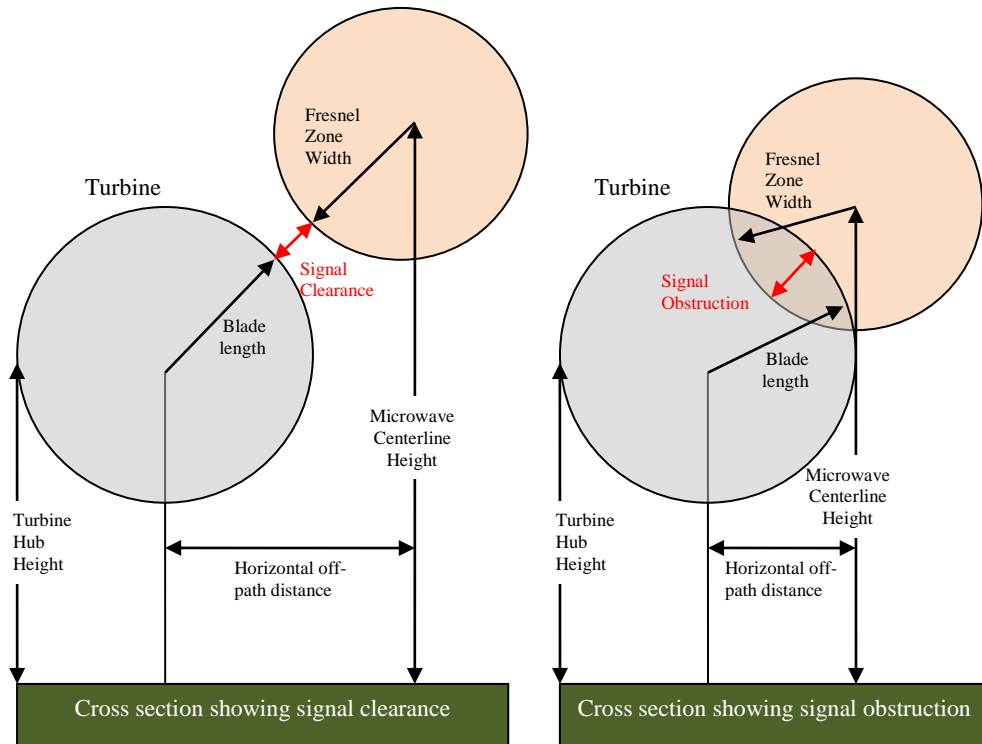 Fresnel
Zone
Width
Turbine
Signal
Clearance
Blade
length
Microwave
Centerline
Height
Turbine
Hub
Height
Horizontal off-
path distance
Cross section showing signal clearance
Fresnel
Zone
Width
Turbine
Signal
Obstruction
Blade
length
Microwave
Centerline
Height
Turbine
Hub
Height
Horizontal off-
path distance
Cross section showing signal obstruction